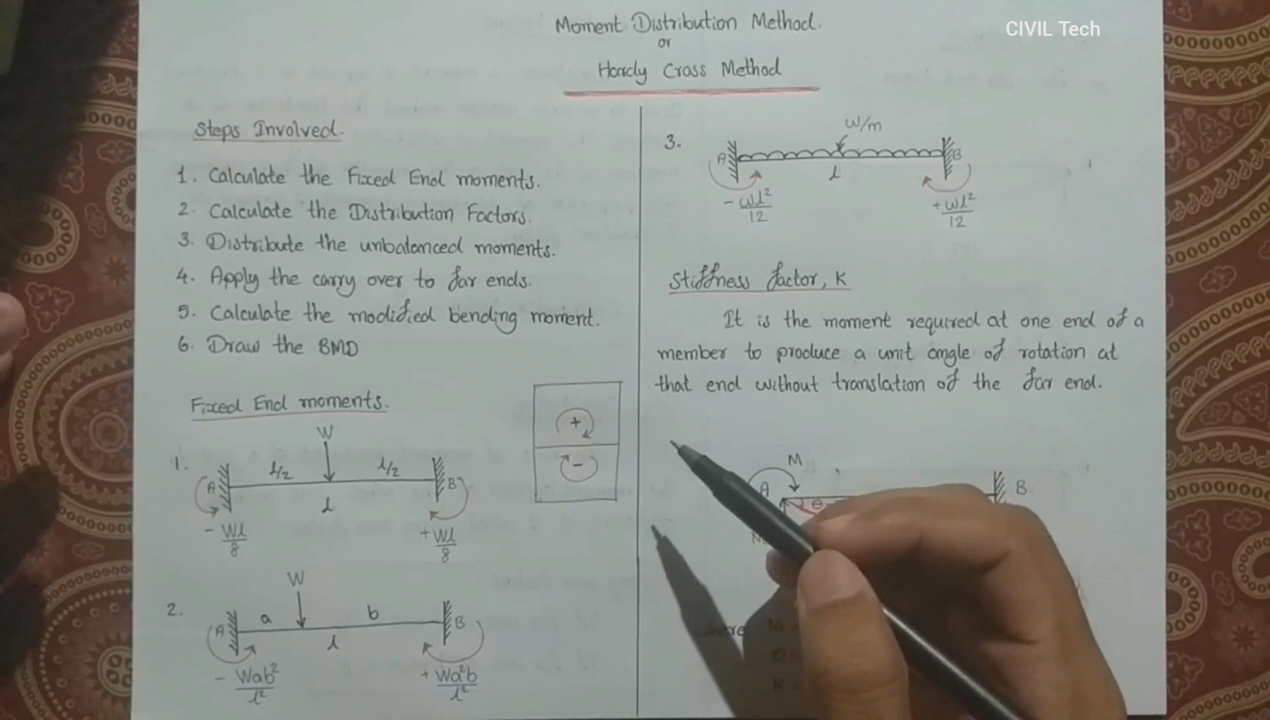 CIVIL Tech
Moment Distribution Method.
or
Hardy Cross Method
Steps Involved.
1. Calculate the Fixed End moments.
2. Calculate the Distribution Factors.
3. Distribute the unbalanced moments.
4. Apply the carry over to far ends.
5. Calculate the modified bending moment.
6. Draw the BMD
Fixed End moments.
+
-
1.
W
A l/2 l/2 B
l
- Wl/8 + Wl/8
2.
W
A a b B
l
- Wab²/l² + Wa²b/l²
3.
W/m
A B
l
- Wl²/12 + Wl²/12
Stiffness factor, K
It is the moment required at one end of a
member to produce a unit angle of rotation at
that end without translation of the far end.
M
A θ B
M
where M